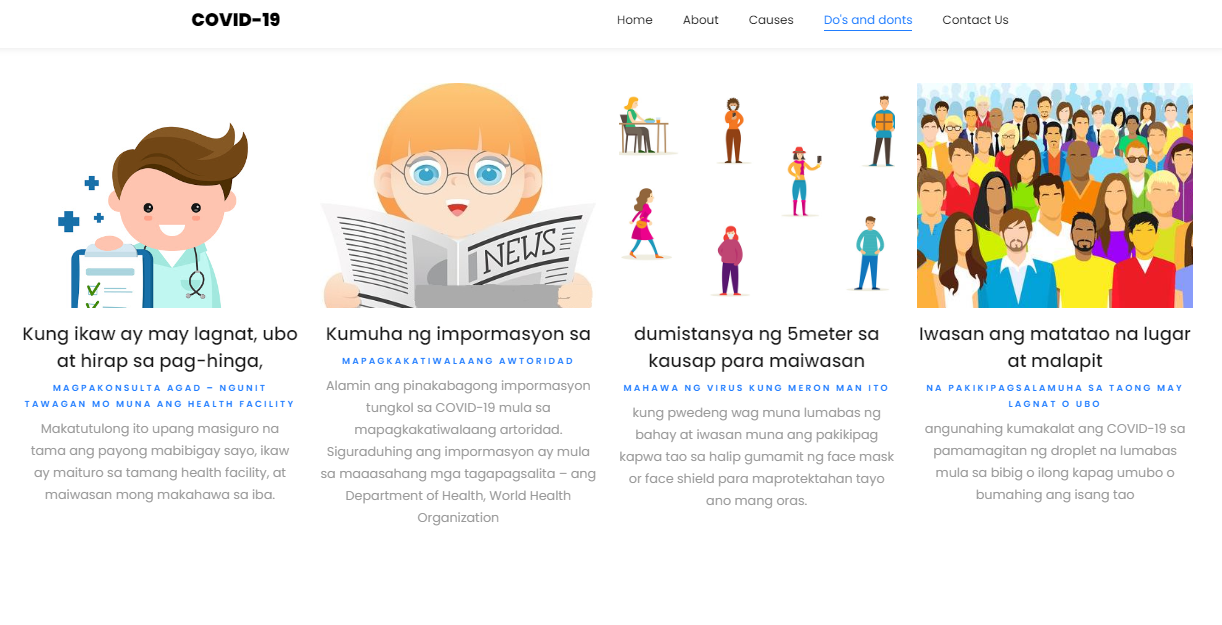 COVID-19
Home About Causes Do's and donts Contact Us
NEWS
Kung ikaw ay may lagnat, ubo
at hirap sa pag-hinga,
MAGPAKONSULTA AGAD – NGUNIT
TAWAGAN MO MUNA ANG HEALTH FACILITY
Makatutulong ito upang masiguro na
tama ang payong mabibigay sayo, ikaw
ay maituro sa tamang health facility, at
maiwasan mong makahawa sa iba.
Kumuha ng impormasyon sa
MAPAGKAKATIWALAANG AWTORIDAD
Alamin ang pinakabagong impormasyon
tungkol sa COVID-19 mula sa
mapagkakatiwalaang artoridad.
Siguraduhing ang impormasyon ay mula
sa maaasahang mga tagapagsalita – ang
Department of Health, World Health
Organization
dumistansya ng 5meter sa
kausap para maiwasan
MAHAWA NG VIRUS KUNG MERON MAN ITO
kung pwedeng wag muna lumabas ng
bahay at iwasan muna ang pakikipag
kapwa tao sa halip gumamit ng face mask
or face shield para maprotektahan tayo
ano mang oras.
Iwasan ang matatao na lugar
at malapit
NA PAKIKIPAGSALAMUHA SA TAONG MAY
LAGNAT O UBO
angunahing kumakalat ang COVID-19 sa
pamamagitan ng droplet na lumabas
mula sa bibig o ilong kapag umubo o
bumahing ang isang tao